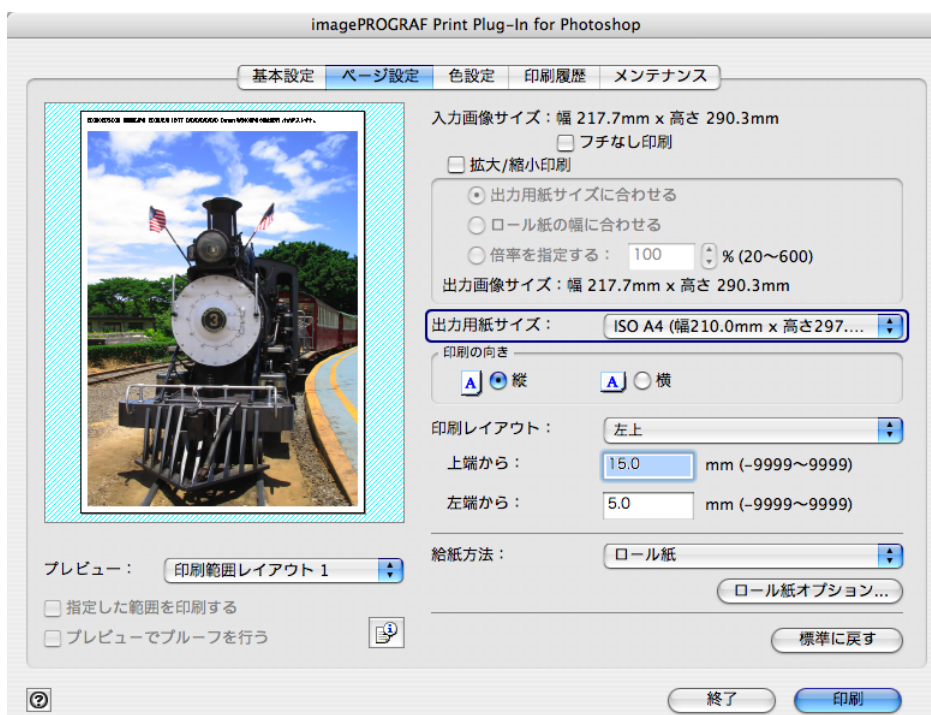 imagePROGRAF Print Plug-In for Photoshop
基本設定 ページ設定 色設定 印刷履歴 メンテナンス
入力画像サイズ：幅 217.7mm x 高さ 290.3mm
フチなし印刷
拡大/縮小印刷
出力用紙サイズに合わせる
ロール紙の幅に合わせる
倍率を指定する： 100 % (20～600)
出力画像サイズ：幅 217.7mm x 高さ 290.3mm
出力用紙サイズ： ISO A4 (幅210.0mm x 高さ297....
印刷の向き
A 縦 A 横
印刷レイアウト： 左上
上端から： 15.0 mm (-9999～9999)
左端から： 5.0 mm (-9999～9999)
給紙方法： ロール紙
ロール紙オプション...
標準に戻す
3
プレビュー： 印刷範囲レイアウト 1
指定した範囲を印刷する
プレビューでプルーフを行う
? 終了 印刷